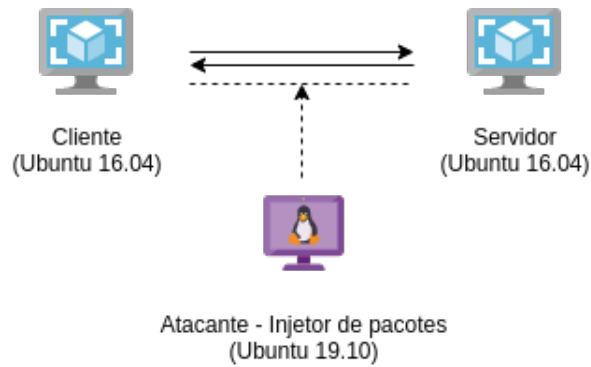 Cliente
(Ubuntu 16.04)
Servidor
(Ubuntu 16.04)
Atacante - Injetor de pacotes
(Ubuntu 19.10)